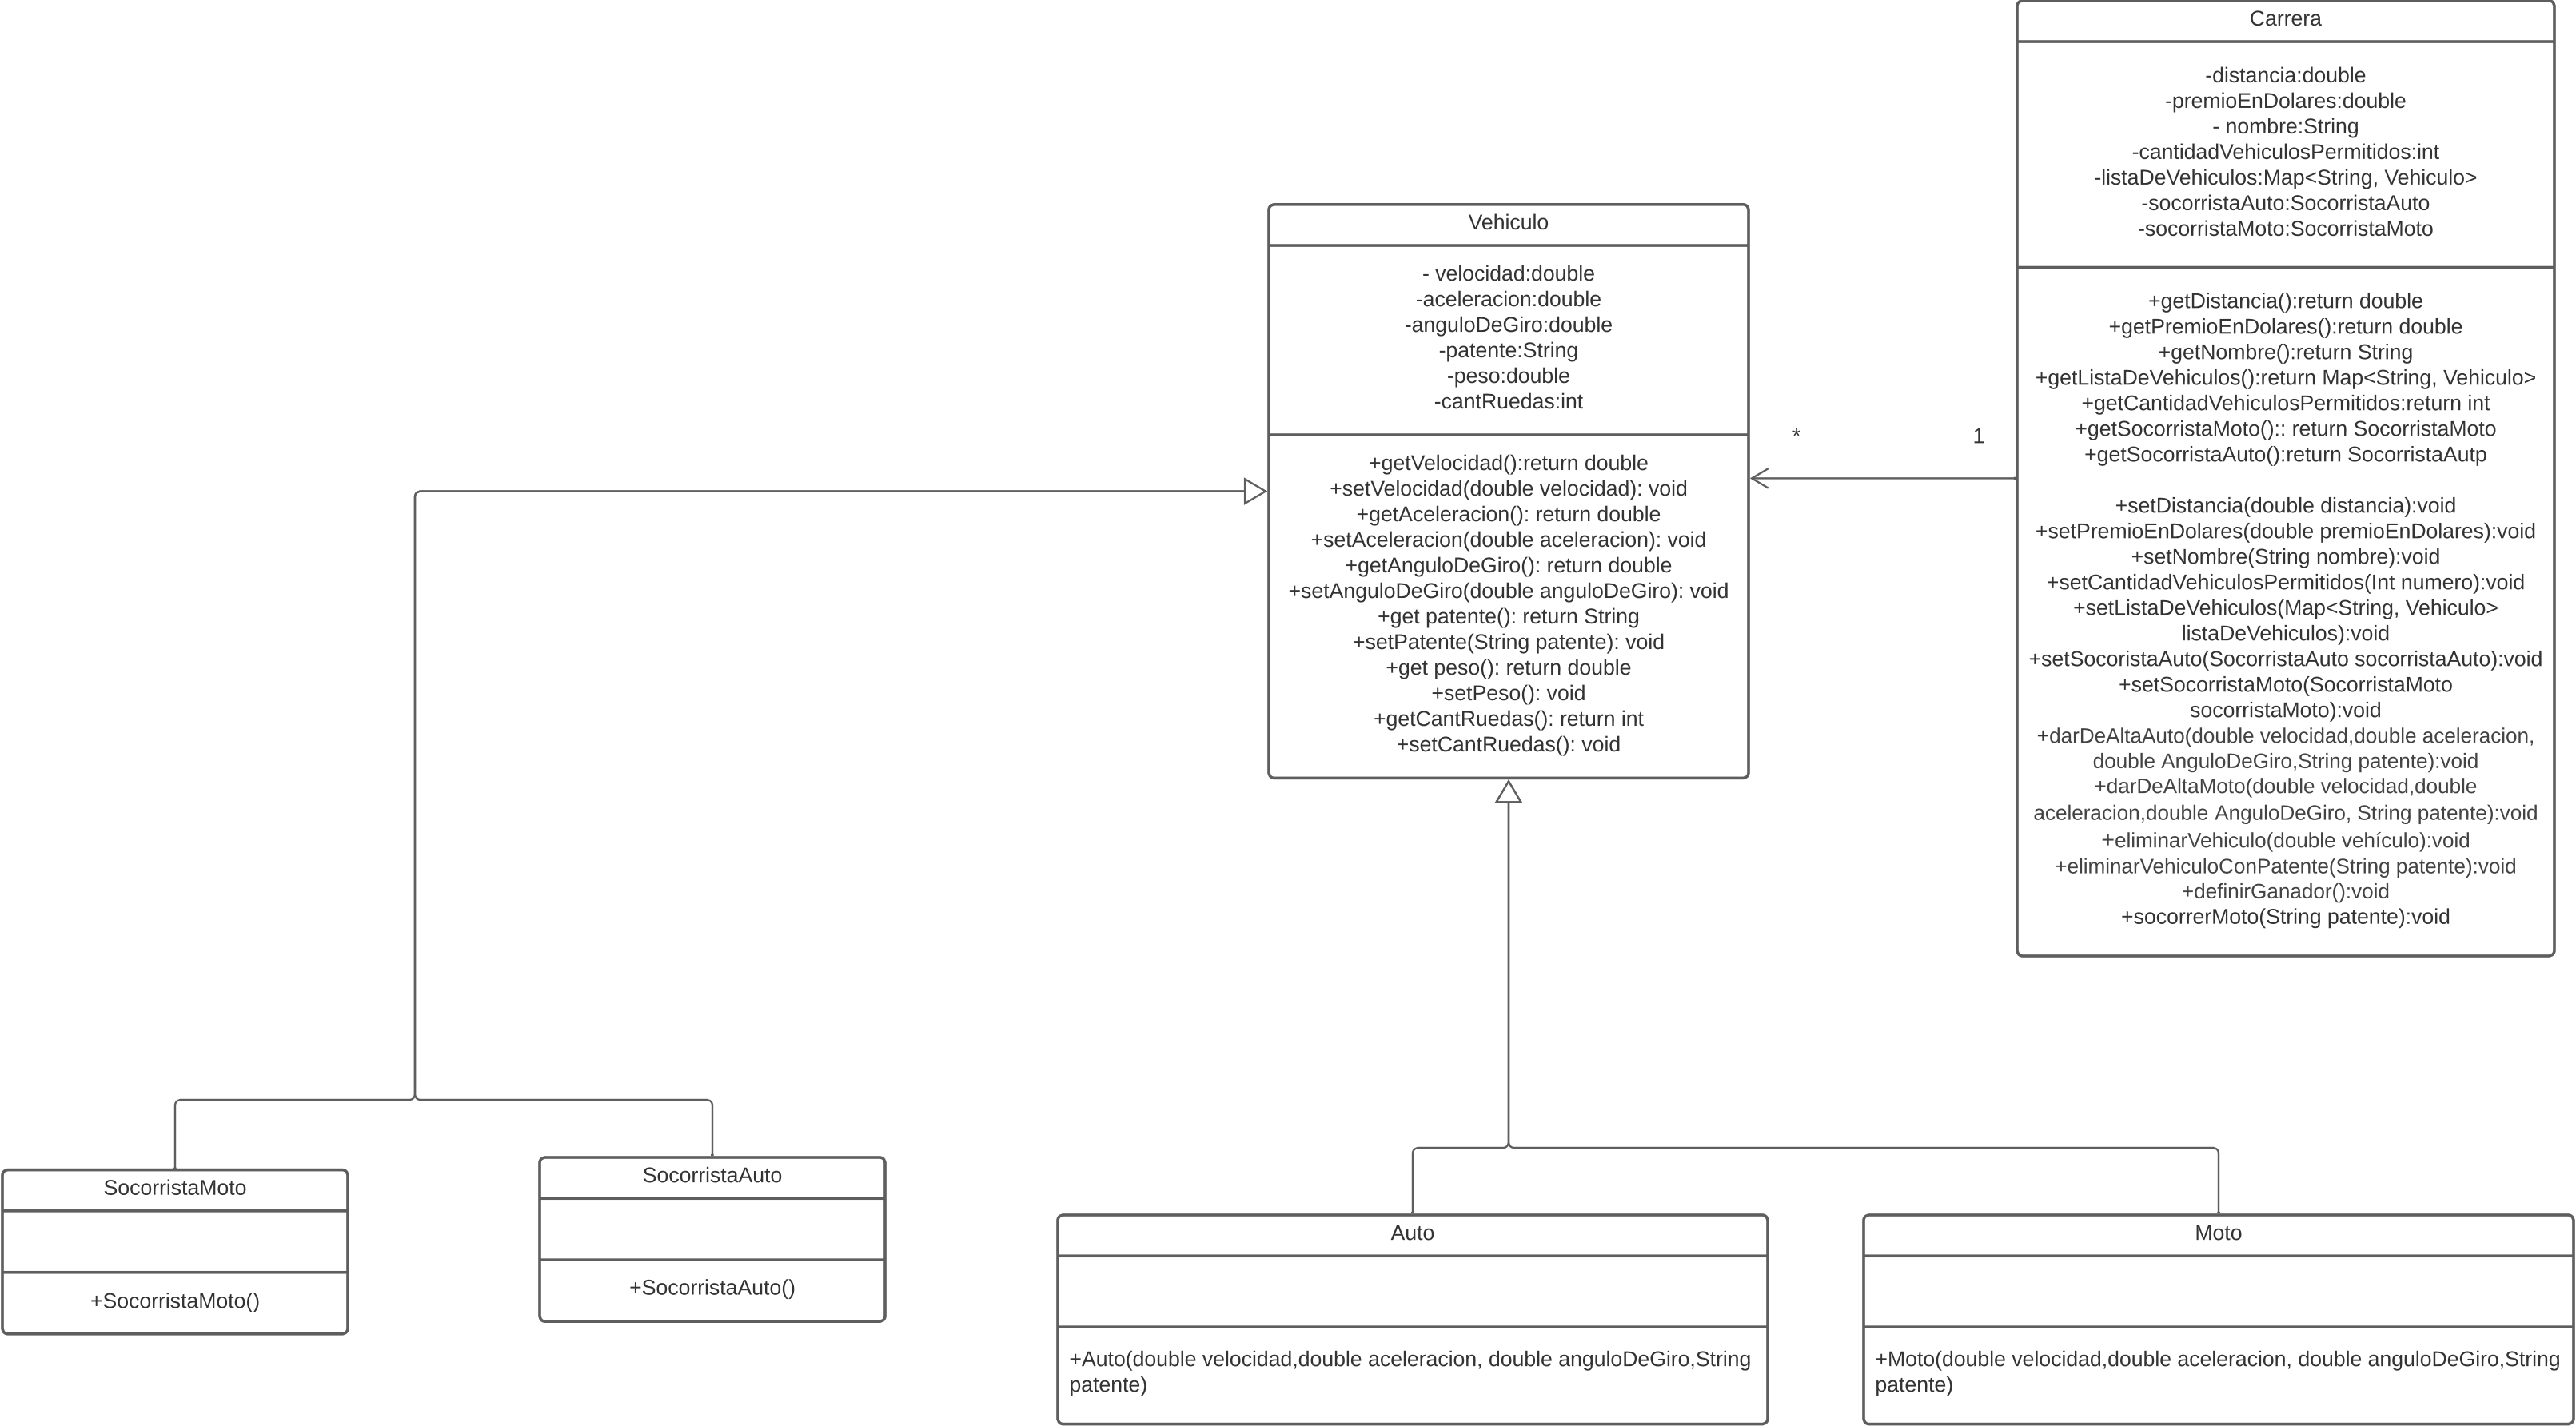 Carrera
-distancia:double
-premioEnDolares:double
- nombre:String
-cantidadVehiculosPermitidos:int
-listaDeVehiculos:Map<String, Vehiculo>
-socorristaAuto:SocorristaAuto
-socorristaMoto:SocorristaMoto
+getDistancia():return double
+getPremioEnDolares():return double
+getNombre():return String
+getListaDeVehiculos():return Map<String, Vehiculo>
+getCantidadVehiculosPermitidos:return int
+getSocorristaMoto():: return SocorristaMoto
+getSocorristaAuto():return SocorristaAutp
+setDistancia(double distancia):void
+setPremioEnDolares(double premioEnDolares):void
+setNombre(String nombre):void
+setCantidadVehiculosPermitidos(Int numero):void
+setListaDeVehiculos(Map<String, Vehiculo>
listaDeVehiculos):void
+setSocoristaAuto(SocorristaAuto socorristaAuto):void
+setSocorristaMoto(SocorristaMoto
socorristaMoto):void
+darDeAltaAuto(double velocidad,double aceleracion,
double AnguloDeGiro,String patente):void
+darDeAltaMoto(double velocidad,double
aceleracion,double AnguloDeGiro, String patente):void
+eliminarVehiculo(double vehículo):void
+eliminarVehiculoConPatente(String patente):void
+definirGanador():void
+socorrerMoto(String patente):void
Vehiculo
- velocidad:double
-aceleracion:double
-anguloDeGiro:double
-patente:String
-peso:double
-cantRuedas:int
+getVelocidad():return double
+setVelocidad(double velocidad): void
+getAceleracion(): return double
+setAceleracion(double aceleracion): void
+getAnguloDeGiro(): return double
+setAnguloDeGiro(double anguloDeGiro): void
+get patente(): return String
+setPatente(String patente): void
+get peso(): return double
+setPeso(): void
+getCantRuedas(): return int
+setCantRuedas(): void
* 1
SocorristaMoto
+SocorristaMoto()
SocorristaAuto
+SocorristaAuto()
Auto
+Auto(double velocidad,double aceleracion, double anguloDeGiro,String
patente)
Moto
+Moto(double velocidad,double aceleracion, double anguloDeGiro,String
patente)